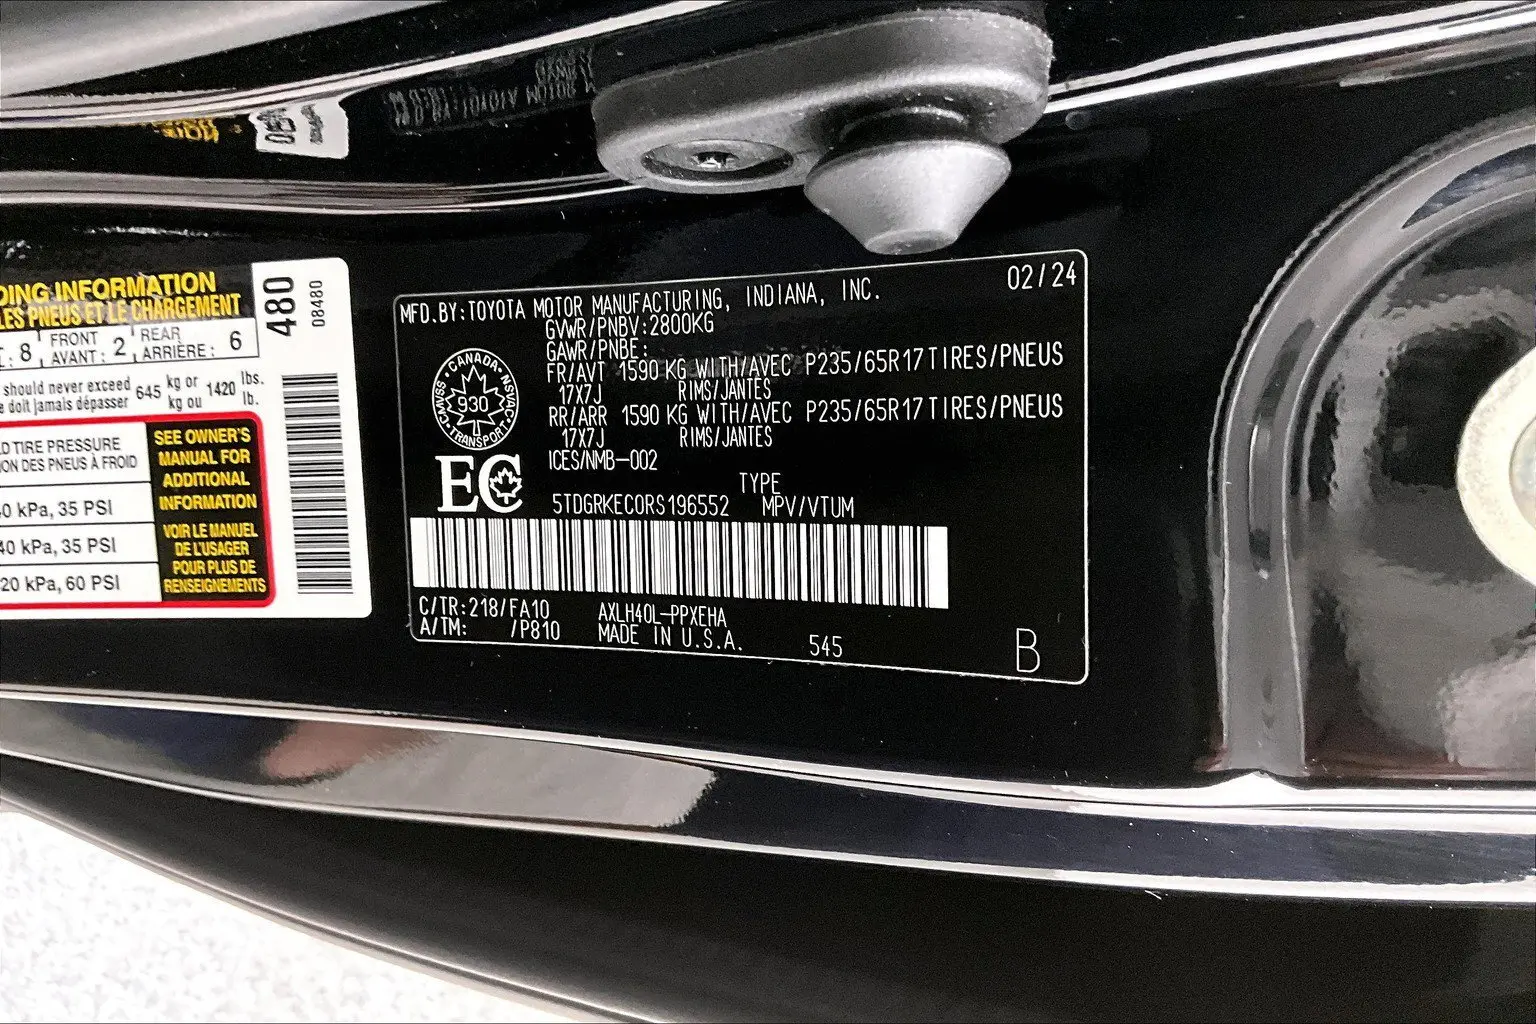 DING INFORMATION
LES PNEUS ET LE CHARGEMENT
: 8 FRONT AVANT : 2 REAR ARRIÈRE : 6
should never exceed 645 kg or 1420 lbs.
doit jamais dépasser kg ou lb.
D TIRE PRESSURE
ION DES PNEUS À FROID
40 kPa, 35 PSI
40 kPa, 35 PSI
20 kPa, 60 PSI
SEE OWNER'S
MANUAL FOR
ADDITIONAL
INFORMATION
VOIR LE MANUEL
DE L'USAGER
POUR PLUS DE
RENSEIGNEMENTS
480
08480
MFD.BY:TOYOTA MOTOR MANUFACTURING, INDIANA, INC. 02/24
GVWR/PNBV:2800KG
GAWR/PNBE:
FR/AVT 1590 KG WITH/AVEC P235/65R17 TIRES/PNEUS
17X7J RIMS/JANTES
RR/ARR 1590 KG WITH/AVEC P235/65R17 TIRES/PNEUS
17X7J RIMS/JANTES
ICES/NMB-002
CANADA
930
TRANSPORT
CMVSS
NSVAC
EC
TYPE
5TDGRKEC0RS196552 MPV/VTUM
C/TR:218/FA10 AXLH40L-PPXEHA
A/TM: /P810 MADE IN U.S.A. 545 B